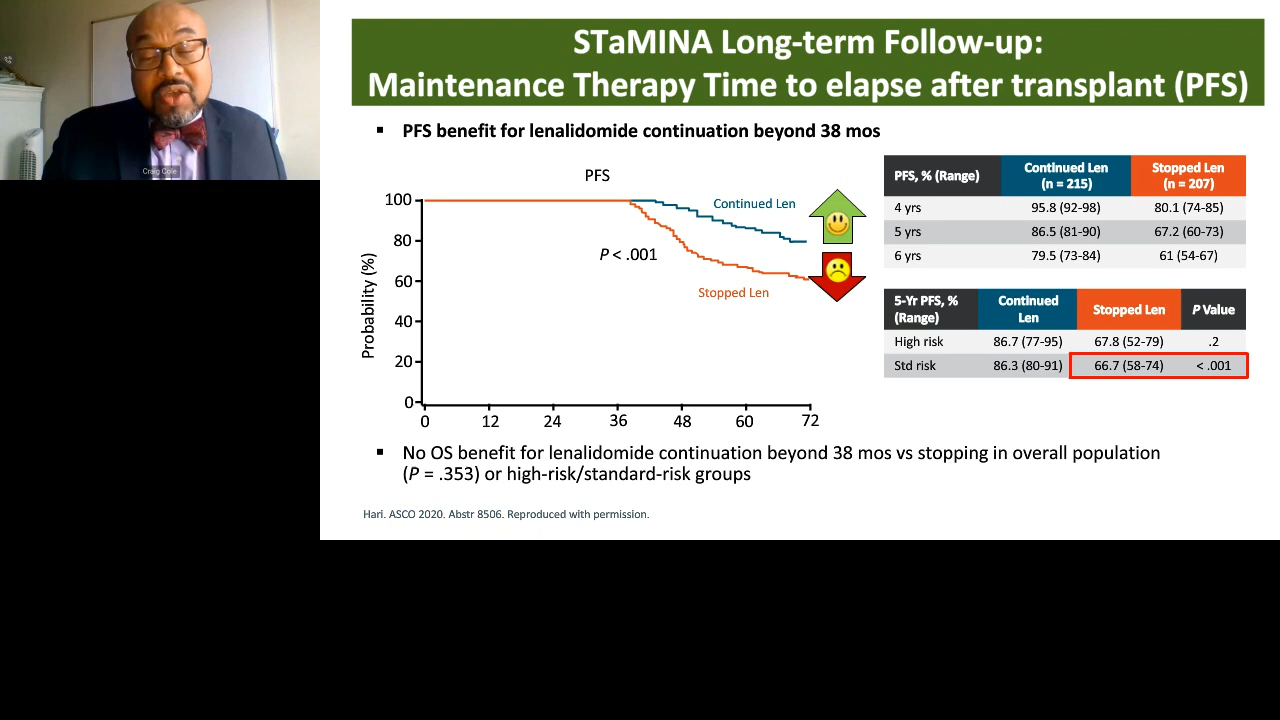 Craig Cole
STaMINA Long-term Follow-up:
Maintenance Therapy Time to elapse after transplant (PFS)
▪ PFS benefit for lenalidomide continuation beyond 38 mos
PFS
Probability (%)
100
80
60
40
20
0
0 12 24 36 48 60 72
Continued Len
P < .001
Stopped Len
PFS, % (Range) Continued Len (n = 215) Stopped Len (n = 207)
4 yrs 95.8 (92-98) 80.1 (74-85)
5 yrs 86.5 (81-90) 67.2 (60-73)
6 yrs 79.5 (73-84) 61 (54-67)
5-Yr PFS, % (Range) Continued Len Stopped Len P Value
High risk 86.7 (77-95) 67.8 (52-79) .2
Std risk 86.3 (80-91) 66.7 (58-74) < .001
▪ No OS benefit for lenalidomide continuation beyond 38 mos vs stopping in overall population
(P = .353) or high-risk/standard-risk groups
Hari. ASCO 2020. Abstr 8506. Reproduced with permission.